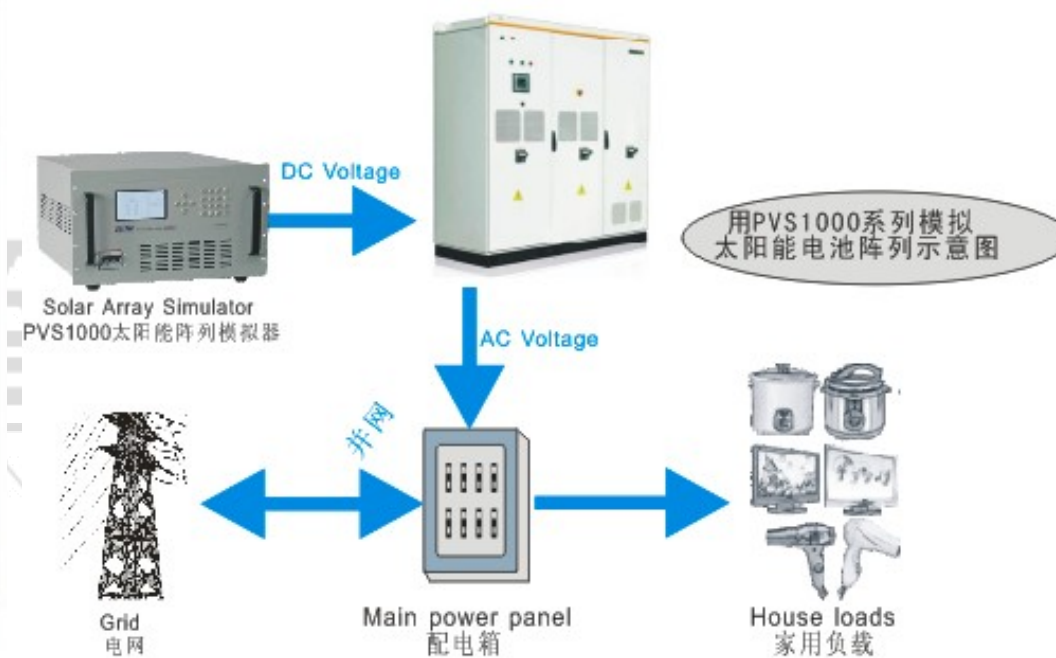 DC Voltage
用PVS1000系列模拟
太阳能电池阵列示意图
Solar Array Simulator
PVS1000太阳能阵列模拟器
AC Voltage
并网
Grid
电网
Main power panel
配电箱
House loads
家用负载